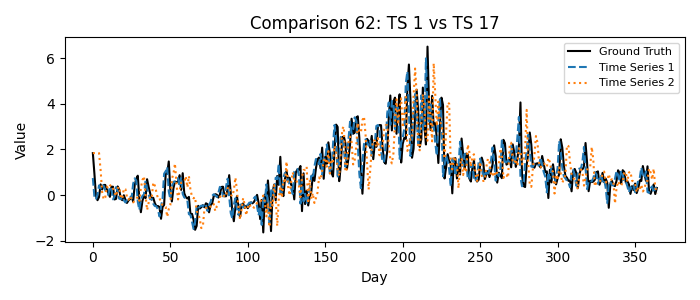 Comparison 62: TS 1 vs TS 17
Ground Truth
Time Series 1
Time Series 2
Value
6
4
2
0
−2
0 50 100 150 200 250 300 350
Day